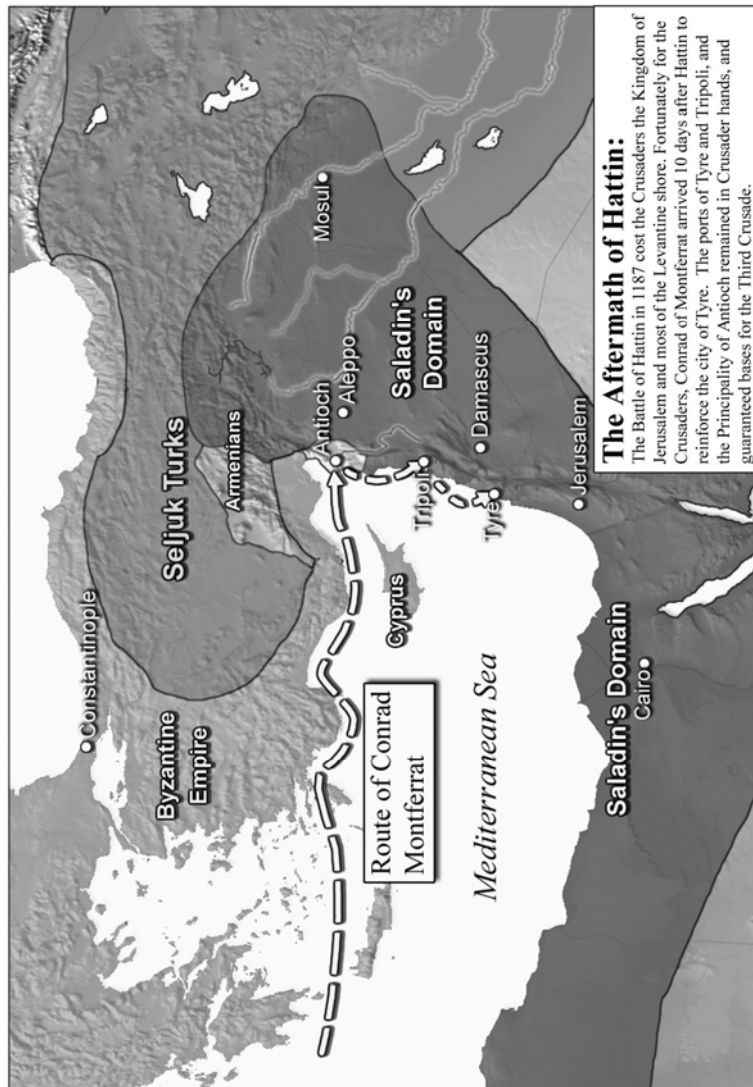 Constantinople
Byzantine
Empire
Seljuk Turks
Armenians
Mosul
Antioch
Aleppo
Saladin's
Domain
Damascus
Tripoli
Tyre
Jerusalem
Cyprus
Route of Conrad
Montferrat
Mediterranean Sea
Saladin's Domain
Cairo
The Aftermath of Hattin:
The Battle of Hattin in 1187 cost the Crusaders the Kingdom of
Jerusalem and most of the Levantine shore. Fortunately for the
Crusaders, Conrad of Montferrat arrived 10 days after Hattin to
reinforce the city of Tyre. The ports of Tyre and Tripoli, and
the Principality of Antioch remained in Crusader hands, and
guaranteed bases for the Third Crusade.